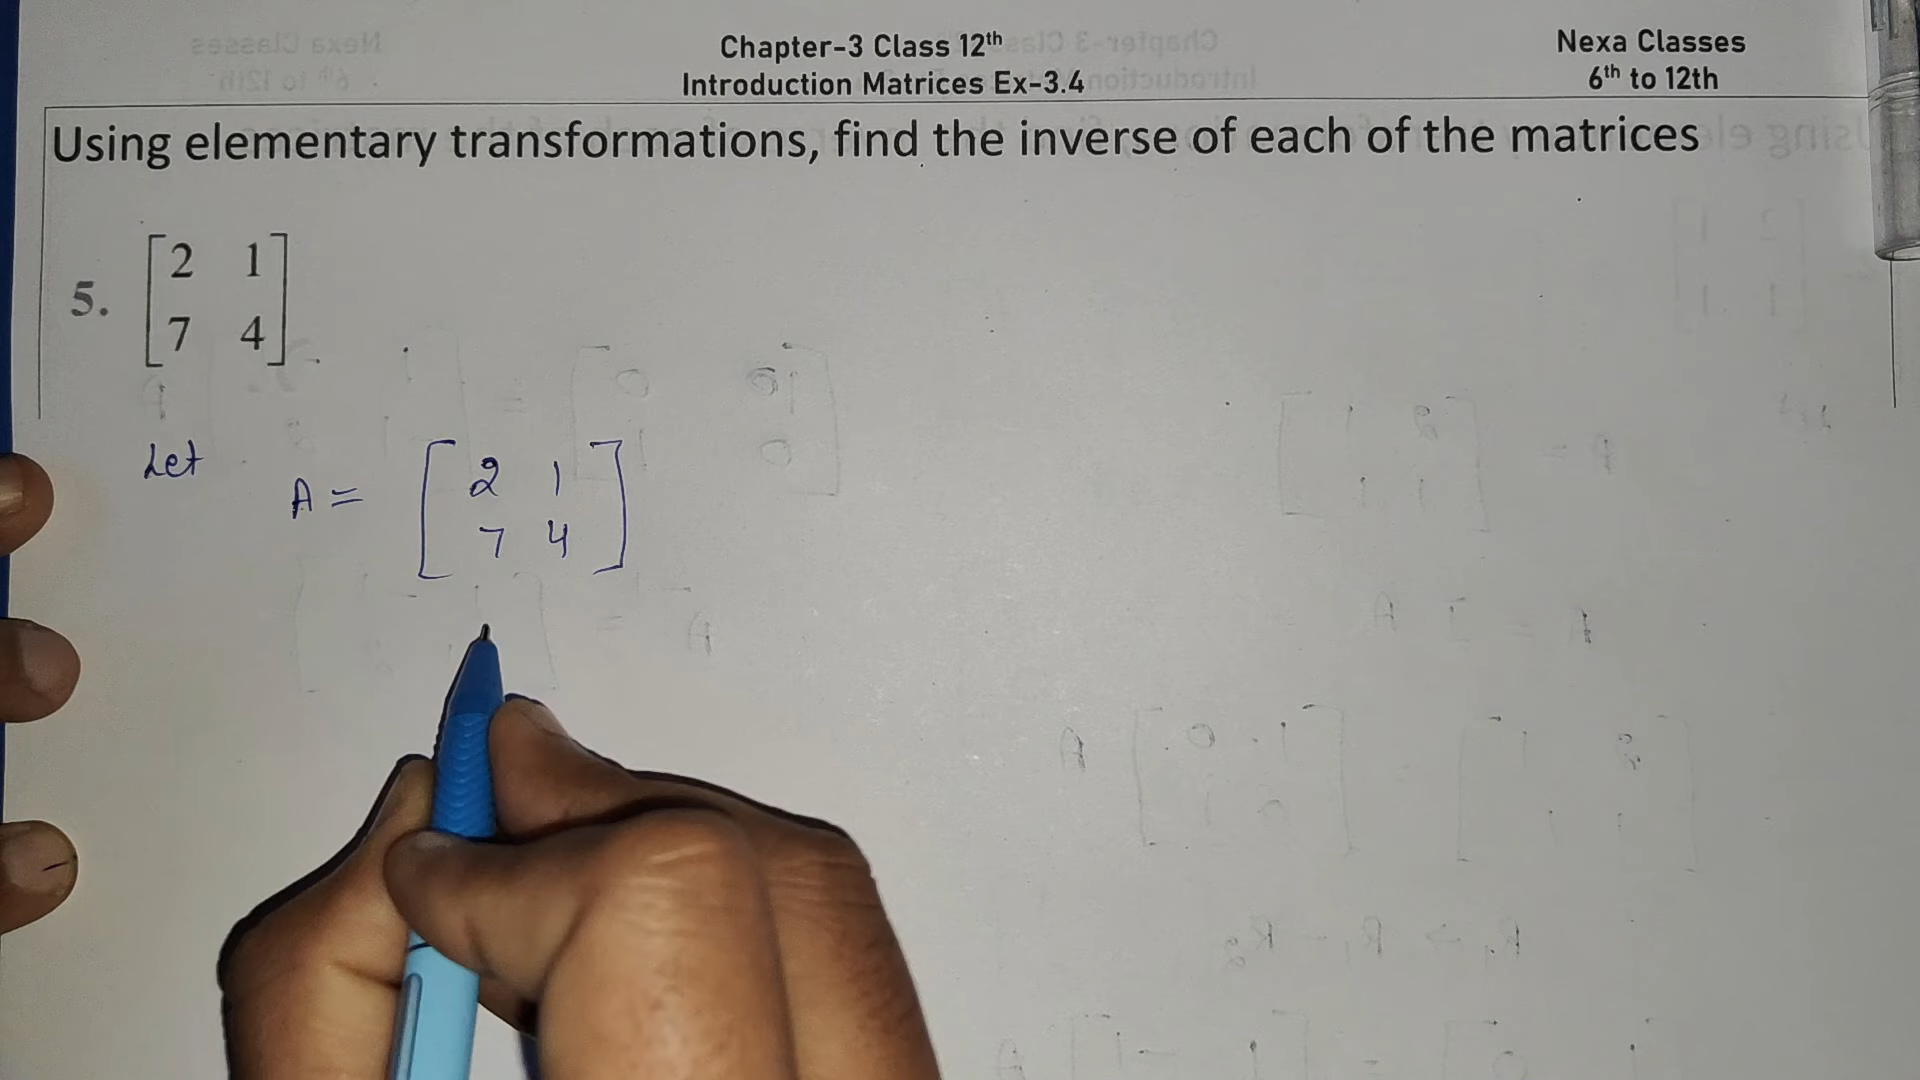 Chapter-3 Class 12th
Introduction Matrices Ex-3.4
Nexa Classes
6th to 12th
Using elementary transformations, find the inverse of each of the matrices
5. [2 1
7 4]
Let
A = [2 1
7 4]